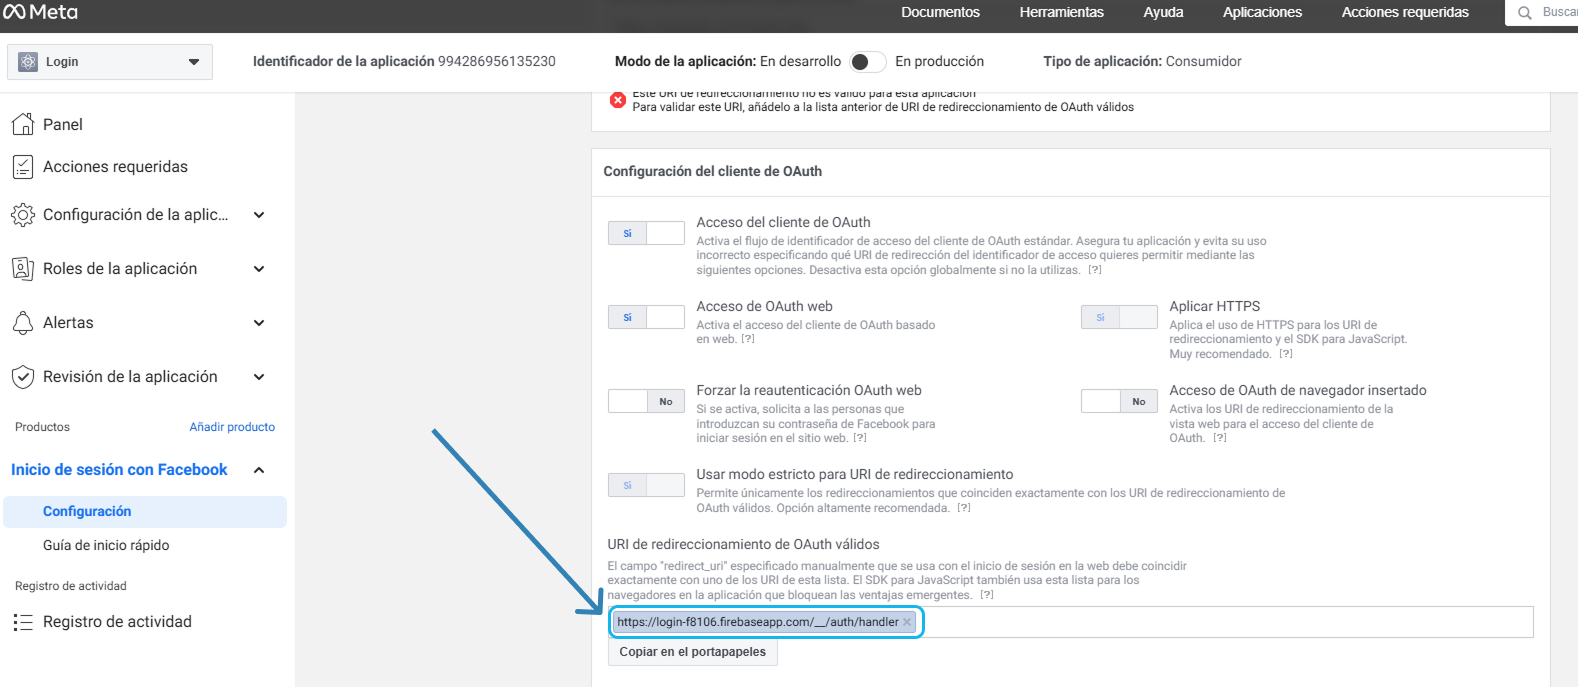 Meta
Documentos Herramientas Ayuda Aplicaciones Acciones requeridas
Login Identificador de la aplicación 994286956135230 Modo de la aplicación: En desarrollo En producción Tipo de aplicación: Consumidor
Este URI de redireccionamiento no es válido para esta aplicación
Para validar este URI, añádelo a la lista anterior de URI de redireccionamiento de OAuth válidos
Panel
Acciones requeridas
Configuración de la aplic...
Roles de la aplicación
Alertas
Revisión de la aplicación
Productos Añadir producto
Inicio de sesión con Facebook
Configuración
Guía de inicio rápido
Registro de actividad
Registro de actividad
Configuración del cliente de OAuth
Sí
Acceso del cliente de OAuth
Activa el flujo de identificador de acceso del cliente de OAuth estándar. Asegura tu aplicación y evita su uso
incorrecto especificando qué URI de redirección del identificador de acceso quieres permitir mediante las
siguientes opciones. Desactiva esta opción globalmente si no la utilizas. [?]
Sí
Acceso de OAuth web
Activa el acceso del cliente de OAuth basado
en web. [?]
Sí
Aplicar HTTPS
Aplica el uso de HTTPS para los URI de
redireccionamiento y el SDK para JavaScript.
Muy recomendado. [?]
No
Forzar la reautenticación OAuth web
Si se activa, solicita a las personas que
introduzcan su contraseña de Facebook para
iniciar sesión en el sitio web. [?]
No
Acceso de OAuth de navegador insertado
Activa los URI de redireccionamiento de la
vista web para el acceso del cliente de
OAuth. [?]
Sí
Usar modo estricto para URI de redireccionamiento
Permite únicamente los redireccionamientos que coinciden exactamente con los URI de redireccionamiento de
OAuth válidos. Opción altamente recomendada. [?]
URI de redireccionamiento de OAuth válidos
El campo "redirect_uri" especificado manualmente que se usa con el inicio de sesión en la web debe coincidir
exactamente con uno de los URI de esta lista. El SDK para JavaScript también usa esta lista para los
navegadores en la aplicación que bloquean las ventajas emergentes. [?]
https://login-f8106.firebaseapp.com/__/auth/handler
Copiar en el portapapeles